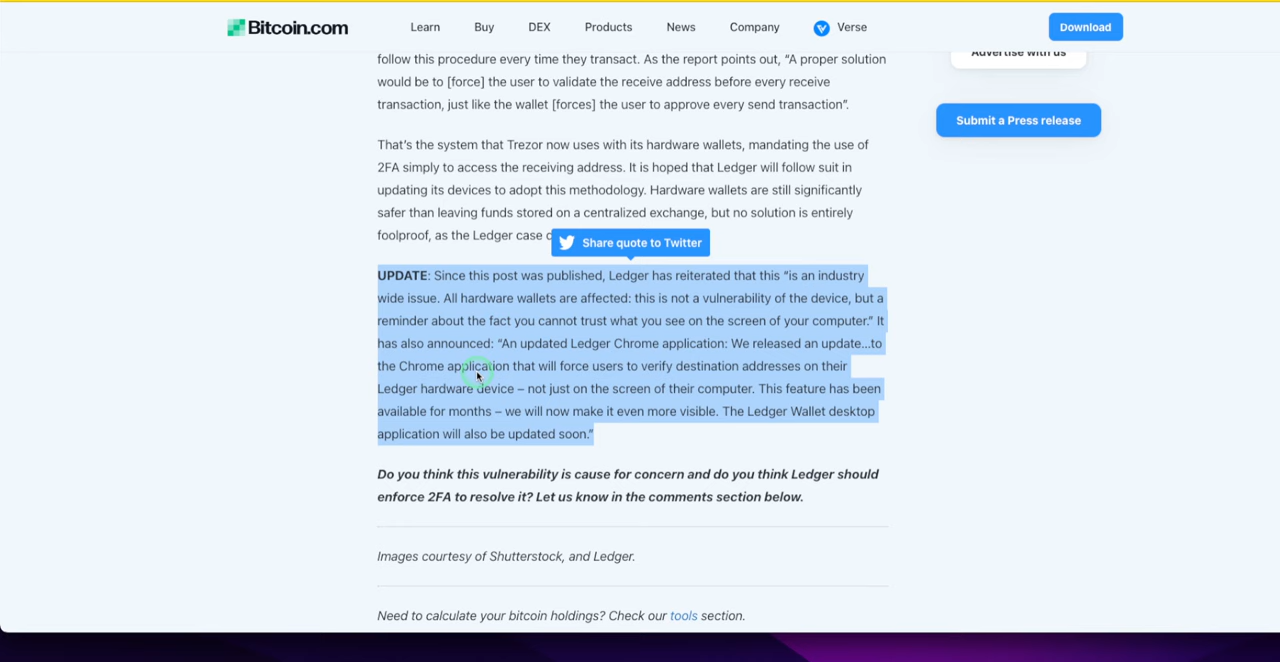 Bitcoin.com Learn Buy DEX Products News Company Verse Download
follow this procedure every time they transact. As the report points out, “A proper solution
would be to [force] the user to validate the receive address before every receive
transaction, just like the wallet [forces] the user to approve every send transaction”.
That’s the system that Trezor now uses with its hardware wallets, mandating the use of
2FA simply to access the receiving address. It is hoped that Ledger will follow suit in
updating its devices to adopt this methodology. Hardware wallets are still significantly
safer than leaving funds stored on a centralized exchange, but no solution is entirely
foolproof, as the Ledger case
Share quote to Twitter
UPDATE: Since this post was published, Ledger has reiterated that this “is an industry
wide issue. All hardware wallets are affected: this is not a vulnerability of the device, but a
reminder about the fact you cannot trust what you see on the screen of your computer.” It
has also announced: “An updated Ledger Chrome application: We released an update...to
the Chrome application that will force users to verify destination addresses on their
Ledger hardware device – not just on the screen of their computer. This feature has been
available for months – we will now make it even more visible. The Ledger Wallet desktop
application will also be updated soon.”
Do you think this vulnerability is cause for concern and do you think Ledger should
enforce 2FA to resolve it? Let us know in the comments section below.
Images courtesy of Shutterstock, and Ledger.
Need to calculate your bitcoin holdings? Check our tools section.
Advertise with us
Submit a Press release